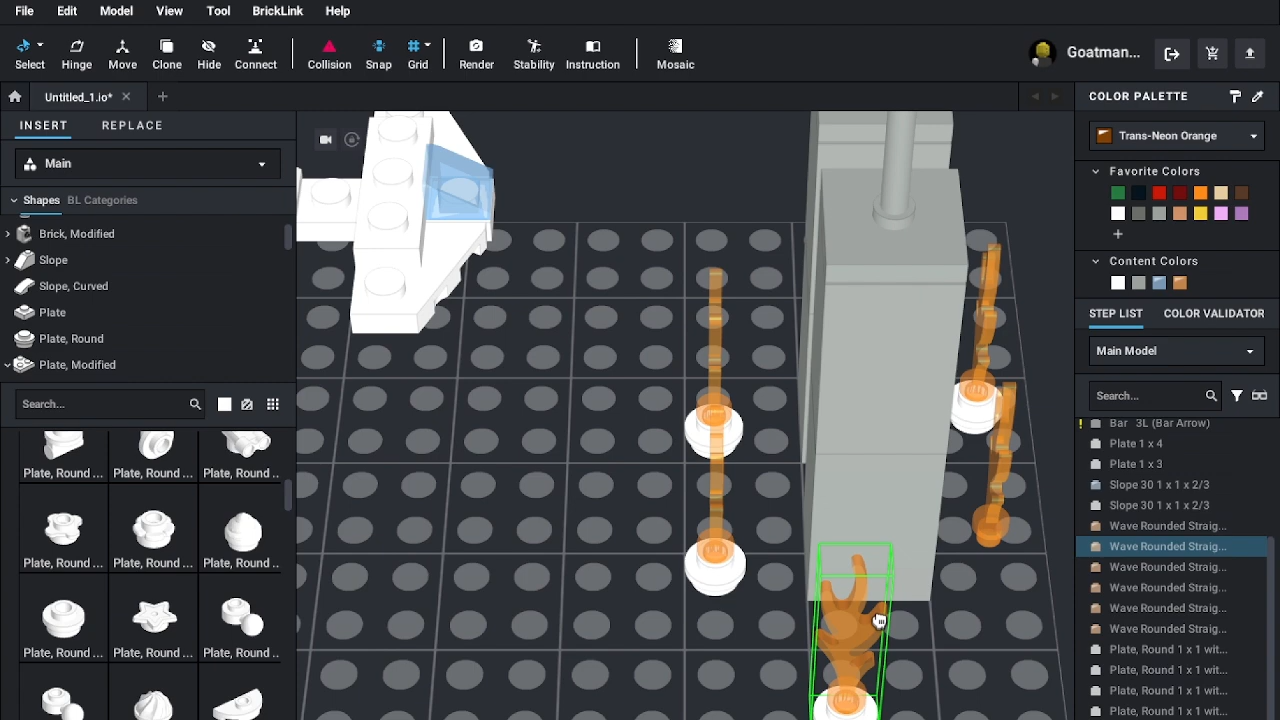 File Edit Model View Tool BrickLink Help
Select Hinge Move Clone Hide Connect Collision Snap Grid Render Stability Instruction Mosaic
Goatman...
Untitled_1.io*
COLOR PALETTE
INSERT REPLACE
Trans-Neon Orange
Main
Favorite Colors
Shapes BL Categories
Brick, Modified
Slope
Slope, Curved
Plate
Plate, Round
Plate, Modified
Content Colors
STEP LIST COLOR VALIDATOR
Main Model
Search...
Search...
Bar 3L (Bar Arrow)
Plate 1 x 4
Plate 1 x 3
Slope 30 1 x 1 x 2/3
Slope 30 1 x 1 x 2/3
Wave Rounded Straig...
Wave Rounded Straig...
Wave Rounded Straig...
Wave Rounded Straig...
Wave Rounded Straig...
Wave Rounded Straig...
Plate, Round 1 x 1 wit...
Plate, Round 1 x 1 wit...
Plate, Round 1 x 1 wit...
Plate, Round 1 x 1 wit...
Plate, Round ... Plate, Round ... Plate, Round ...
Plate, Round ... Plate, Round ... Plate, Round ...
Plate, Round ... Plate, Round ... Plate, Round ...